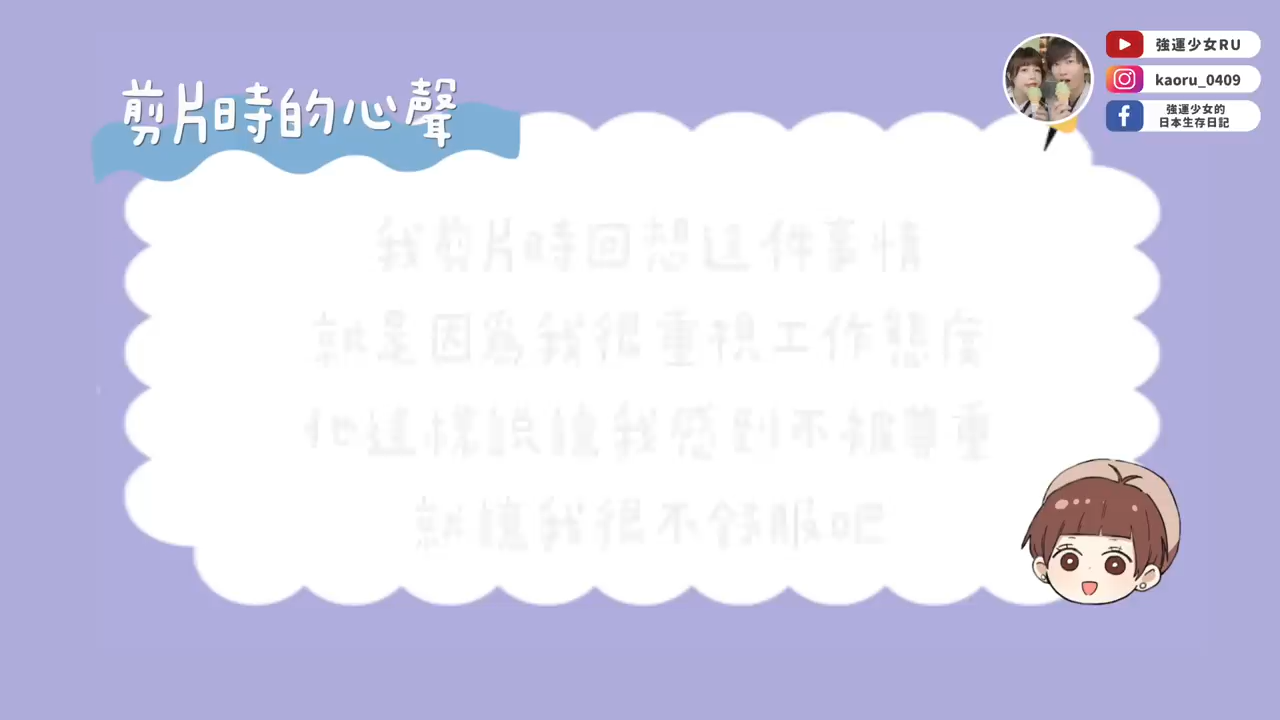 剪片時的心聲
強運少女RU
kaoru_0409
強運少女的
日本生存日記
我剪片時回想這件事情
就是因為我很重視工作態度
他這樣說讓我感到不被尊重
就讓我很不舒服吧